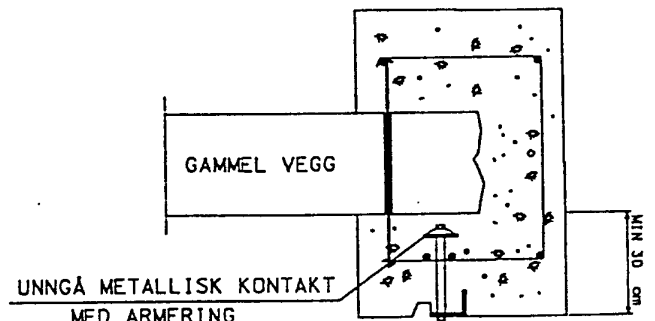 GAMMEL VEGG
MIN 30 cm
UNNGÅ METALLISK KONTAKT
MED ARMERING